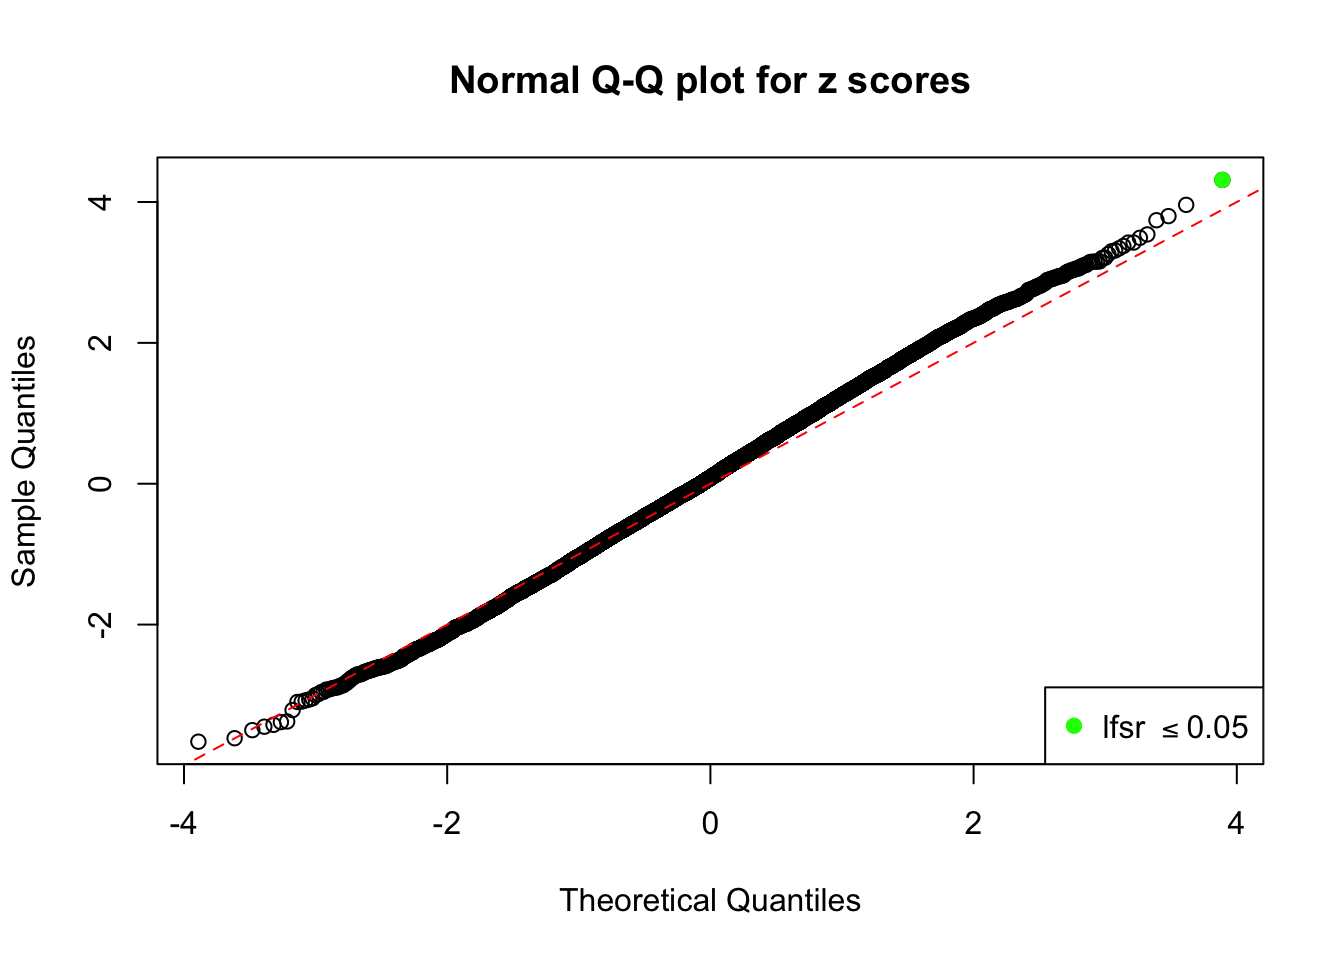 Normal Q-Q plot for z scores
Sample Quantiles
4
2
0
-2
lfsr ≤ 0.05
-4
-2
0
2
4
Theoretical Quantiles